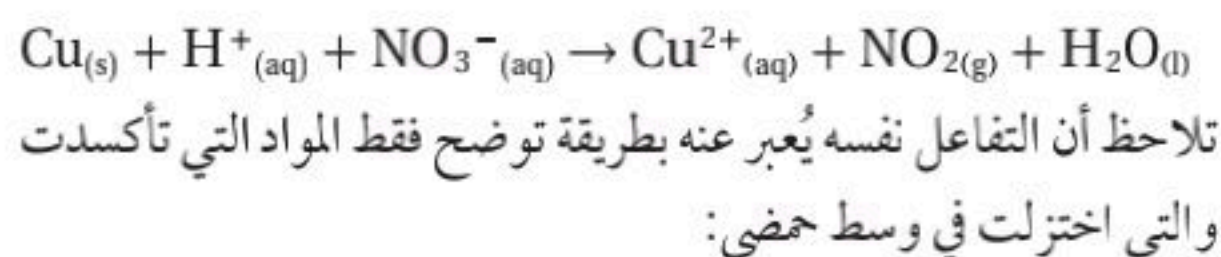 Cu(s) + H⁺(aq) + NO₃⁻(aq) → Cu²⁺(aq) + NO₂(g) + H₂O(l)
تلاحظ أن التفاعل نفسه يُعبر عنه بطريقة توضح فقط المواد التي تأكسدت
والتي اختزلت في وسط حمضي: